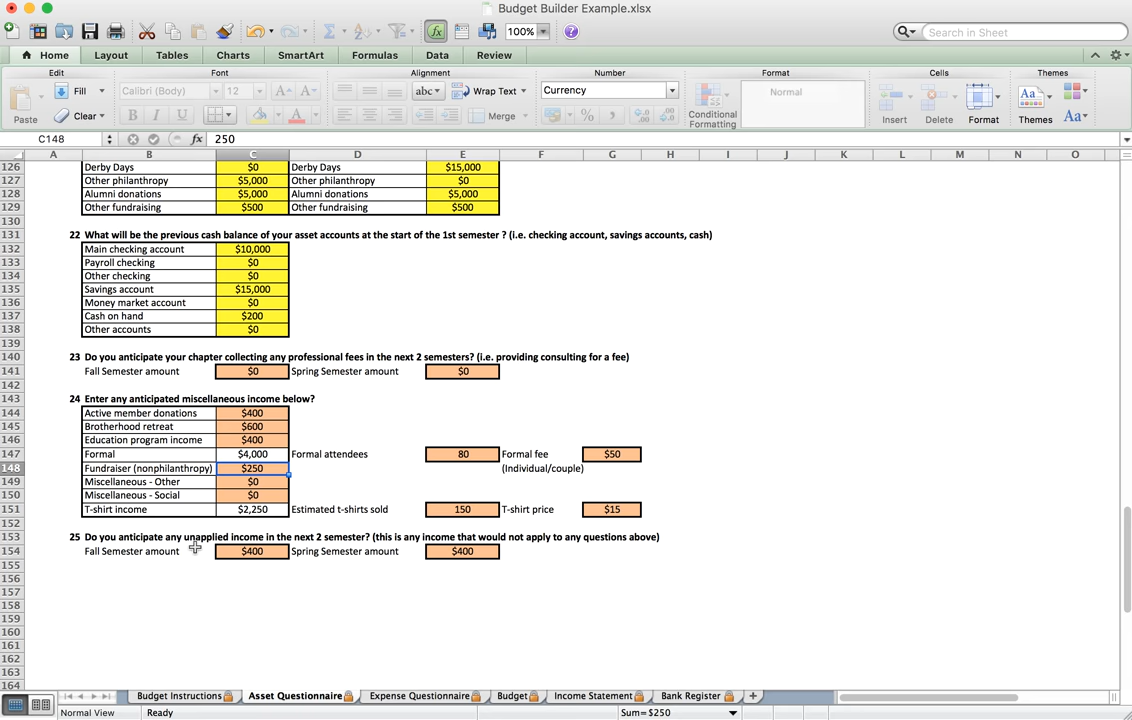 Budget Builder Example.xlsx
100% Search in Sheet
Home Layout Tables Charts SmartArt Formulas Data Review
Edit Font Alignment Number Format Cells Themes
Paste Fill Clear Calibri (Body) 12 A A B I U A abc Wrap Text Merge Currency % Conditional Formatting Normal Insert Delete Format Themes Aa
C148 fx 250
A B C D E F G H I J K L M N O
126 Derby Days $0 Derby Days $15,000
127 Other philanthropy $5,000 Other philanthropy $0
128 Alumni donations $5,000 Alumni donations $5,000
129 Other fundraising $500 Other fundraising $500
130
131 22 What will be the previous cash balance of your asset accounts at the start of the 1st semester ? (i.e. checking account, savings accounts, cash)
132 Main checking account $10,000
133 Payroll checking $0
134 Other checking $0
135 Savings account $15,000
136 Money market account $0
137 Cash on hand $200
138 Other accounts $0
139
140 23 Do you anticipate your chapter collecting any professional fees in the next 2 semesters? (i.e. providing consulting for a fee)
141 Fall Semester amount $0 Spring Semester amount $0
142
143 24 Enter any anticipated miscellaneous income below?
144 Active member donations $400
145 Brotherhood retreat $600
146 Education program income $400
147 Formal $4,000 Formal attendees 80 Formal fee $50
148 Fundraiser (nonphilanthropy) $250 (Individual/couple)
149 Miscellaneous - Other $0
150 Miscellaneous - Social $0
151 T-shirt income $2,250 Estimated t-shirts sold 150 T-shirt price $15
152
153 25 Do you anticipate any unapplied income in the next 2 semester? (this is any income that would not apply to any questions above)
154 Fall Semester amount $400 Spring Semester amount $400
155
156
157
158
159
160
161
162
163
164
Budget Instructions Asset Questionnaire Expense Questionnaire Budget Income Statement Bank Register +
Normal View Ready Sum=$250